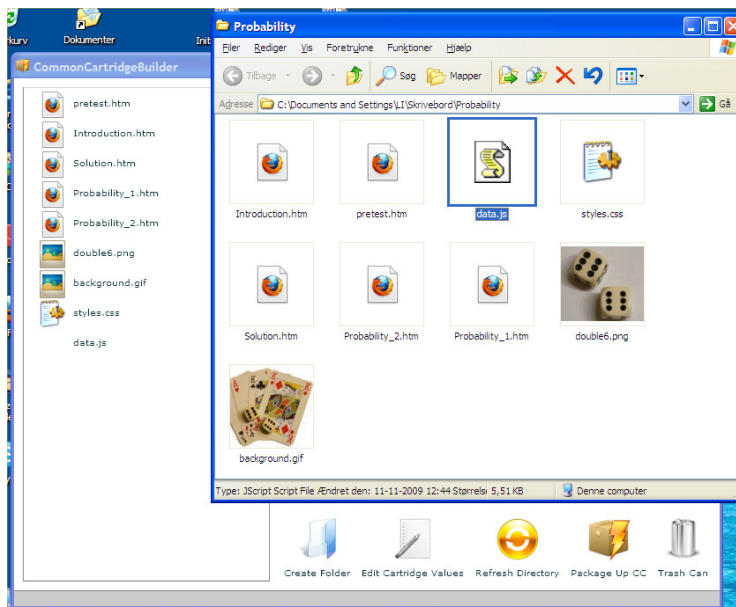 kurv
Dokumenter
Probability
Filer Rediger Vis Foretrukne Funktioner Hjælp
Tilbage Søg Mapper
Adresse C:\Documents and Settings\LI\Skrivebord\Probability Gå
CommonCartridgeBuilder
pretest.htm
Introduction.htm
Solution.htm
Probability_1.htm
Probability_2.htm
double6.png
background.gif
styles.css
data.js
Introduction.htm pretest.htm data.js styles.css
Solution.htm Probability_2.htm Probability_1.htm double6.png
background.gif
Type: JScript Script File Ændret den: 11-11-2009 12:44 Størrels 5,51 KB Denne computer
Create Folder Edit Cartridge Values Refresh Directory Package Up CC Trash Can